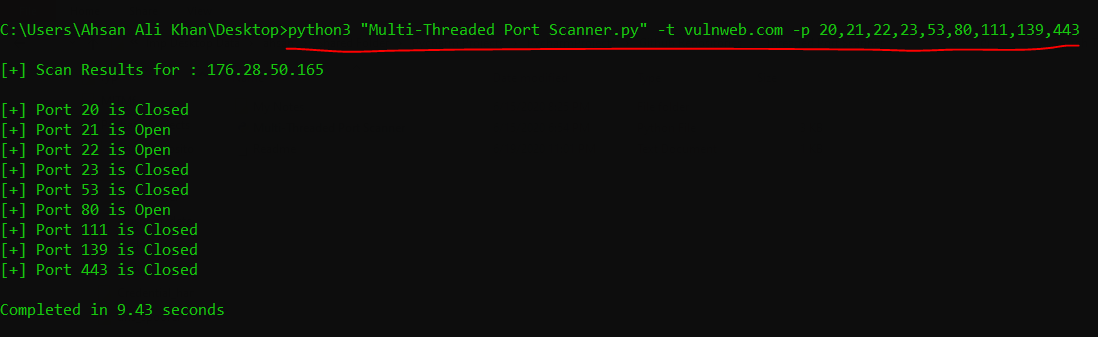 C:\Users\Ahsan Ali Khan\Desktop>python3 "Multi-Threaded Port Scanner.py" -t vulnweb.com -p 20,21,22,23,53,80,111,139,443
[+] Scan Results for : 176.28.50.165
[+] Port 20 is Closed
[+] Port 21 is Open
[+] Port 22 is Open
[+] Port 23 is Closed
[+] Port 53 is Closed
[+] Port 80 is Open
[+] Port 111 is Closed
[+] Port 139 is Closed
[+] Port 443 is Closed
Completed in 9.43 seconds